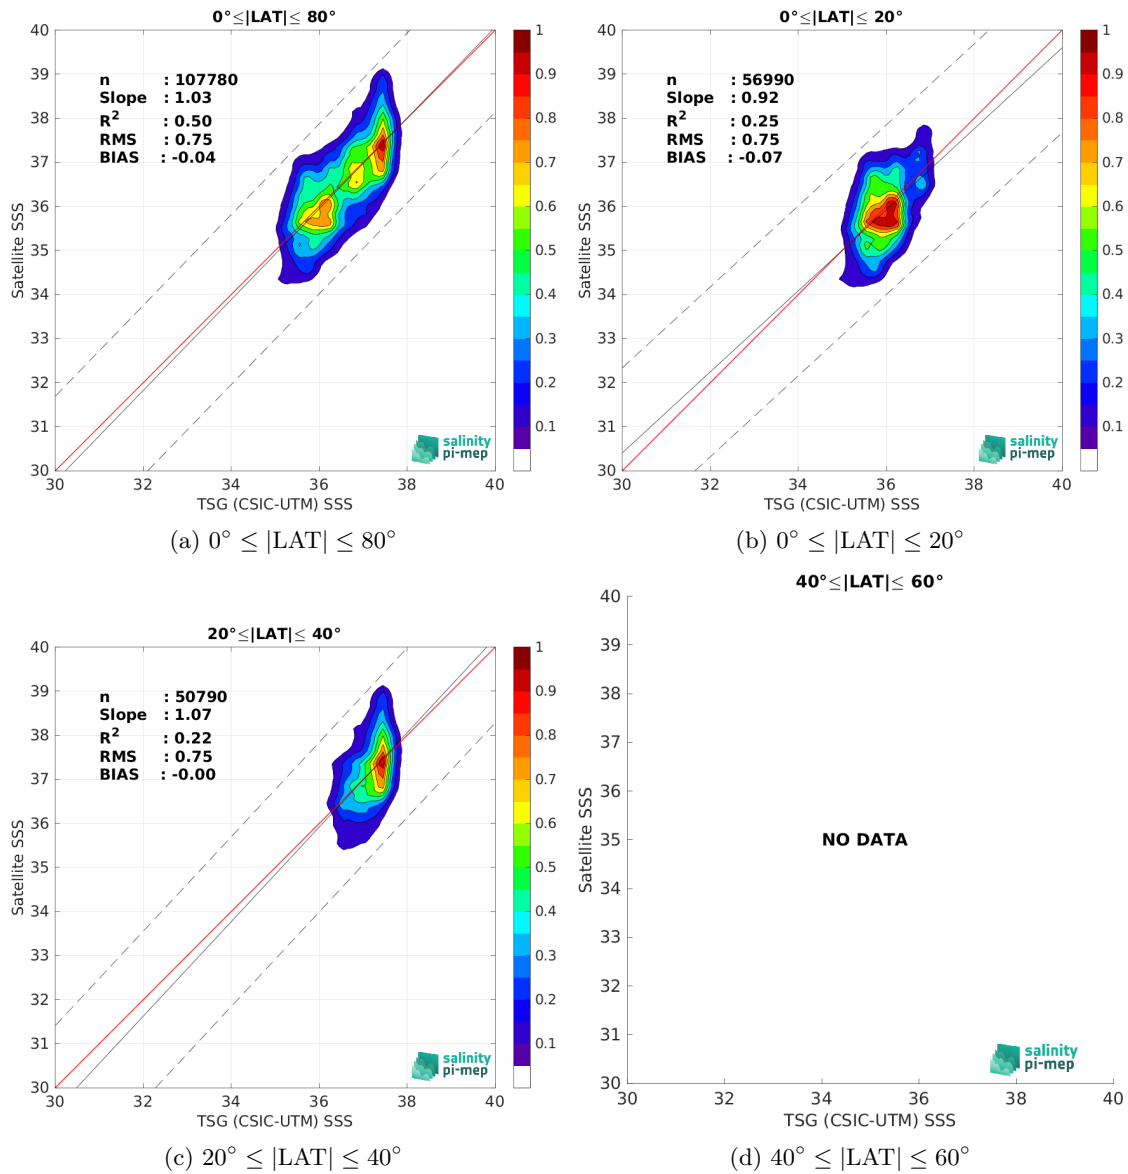 0°≤|LAT|≤ 80°
40
39
38
37
36
35
34
33
32
31
30
Satellite SSS
n : 107780
Slope : 1.03
R² : 0.50
RMS : 0.75
BIAS : -0.04
salinity
pi-mep
30 32 34 36 38 40
TSG (CSIC-UTM) SSS
1
0.9
0.8
0.7
0.6
0.5
0.4
0.3
0.2
0.1
(a) 0° ≤ |LAT| ≤ 80°
0°≤|LAT|≤ 20°
40
39
38
37
36
35
34
33
32
31
30
Satellite SSS
n : 56990
Slope : 0.92
R² : 0.25
RMS : 0.75
BIAS : -0.07
salinity
pi-mep
30 32 34 36 38 40
TSG (CSIC-UTM) SSS
1
0.9
0.8
0.7
0.6
0.5
0.4
0.3
0.2
0.1
(b) 0° ≤ |LAT| ≤ 20°
20°≤|LAT|≤ 40°
40
39
38
37
36
35
34
33
32
31
30
Satellite SSS
n : 50790
Slope : 1.07
R² : 0.22
RMS : 0.75
BIAS : -0.00
salinity
pi-mep
30 32 34 36 38 40
TSG (CSIC-UTM) SSS
1
0.9
0.8
0.7
0.6
0.5
0.4
0.3
0.2
0.1
(c) 20° ≤ |LAT| ≤ 40°
40°≤|LAT|≤ 60°
40
39
38
37
36
35
34
33
32
31
30
Satellite SSS
NO DATA
salinity
pi-mep
30 32 34 36 38 40
TSG (CSIC-UTM) SSS
(d) 40° ≤ |LAT| ≤ 60°